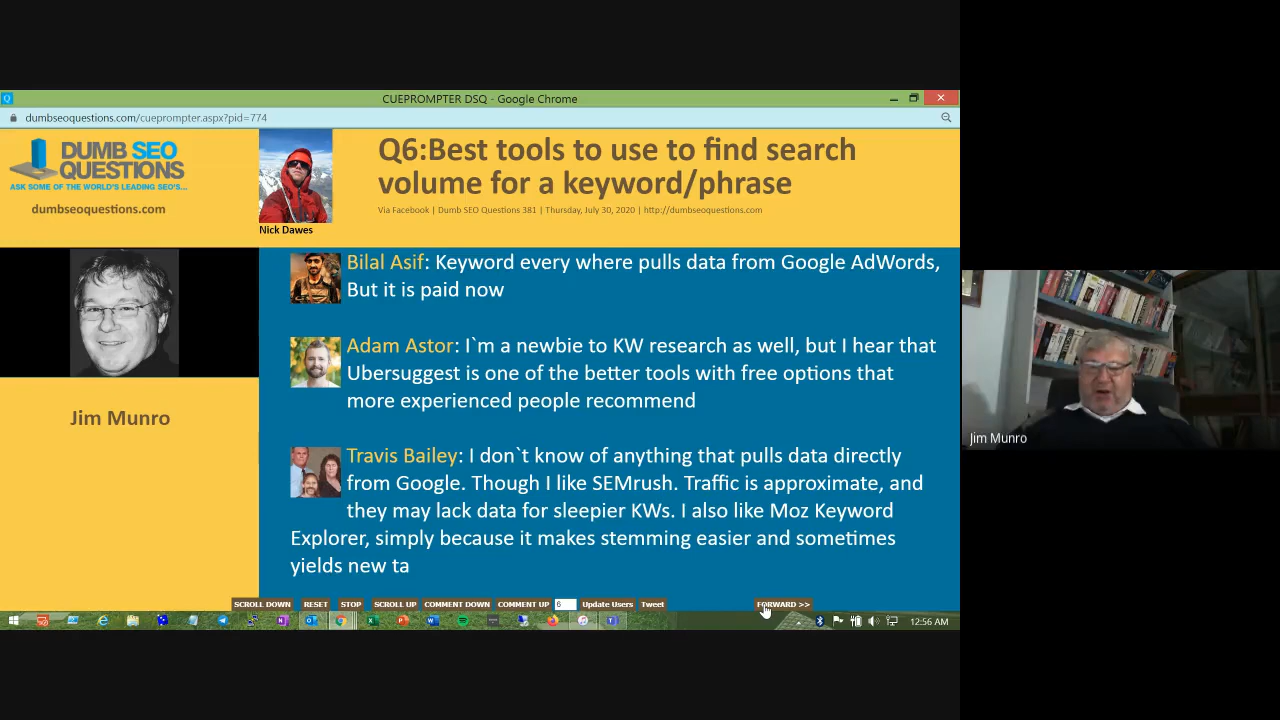 CUEPROMPTER DSQ - Google Chrome
dumbseoquestions.com/cueprompter.aspx?pid=774
DUMB SEO
QUESTIONS
ASK SOME OF THE WORLD'S LEADING SEO'S...
dumbseoquestions.com
Nick Dawes
Q6:Best tools to use to find search
volume for a keyword/phrase
Via Facebook | Dumb SEO Questions 381 | Thursday, July 30, 2020 | http://dumbseoquestions.com
Jim Munro
Bilal Asif: Keyword every where pulls data from Google AdWords,
But it is paid now
Adam Astor: I`m a newbie to KW research as well, but I hear that
Ubersuggest is one of the better tools with free options that
more experienced people recommend
Travis Bailey: I don`t know of anything that pulls data directly
from Google. Though I like SEMrush. Traffic is approximate, and
they may lack data for sleepier KWs. I also like Moz Keyword
Explorer, simply because it makes stemming easier and sometimes
yields new ta
SCROLL DOWN RESET STOP SCROLL UP COMMENT DOWN COMMENT UP 6 Update Users Tweet FORWARD >>
12:56 AM
Jim Munro